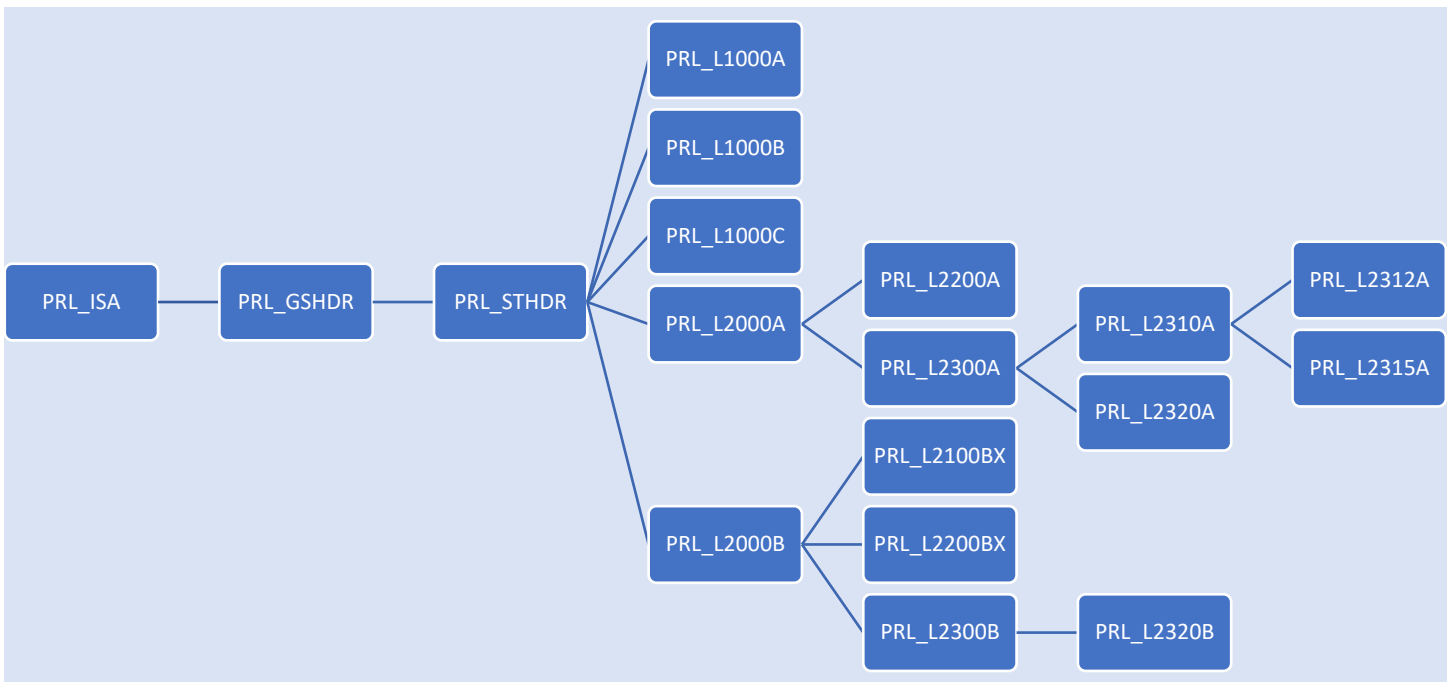 PRL_ISA
PRL_GSHDR
PRL_STHDR
PRL_L1000A
PRL_L1000B
PRL_L1000C
PRL_L2000A
PRL_L2200A
PRL_L2300A
PRL_L2310A
PRL_L2312A
PRL_L2315A
PRL_L2320A
PRL_L2000B
PRL_L2100BX
PRL_L2200BX
PRL_L2300B
PRL_L2320B